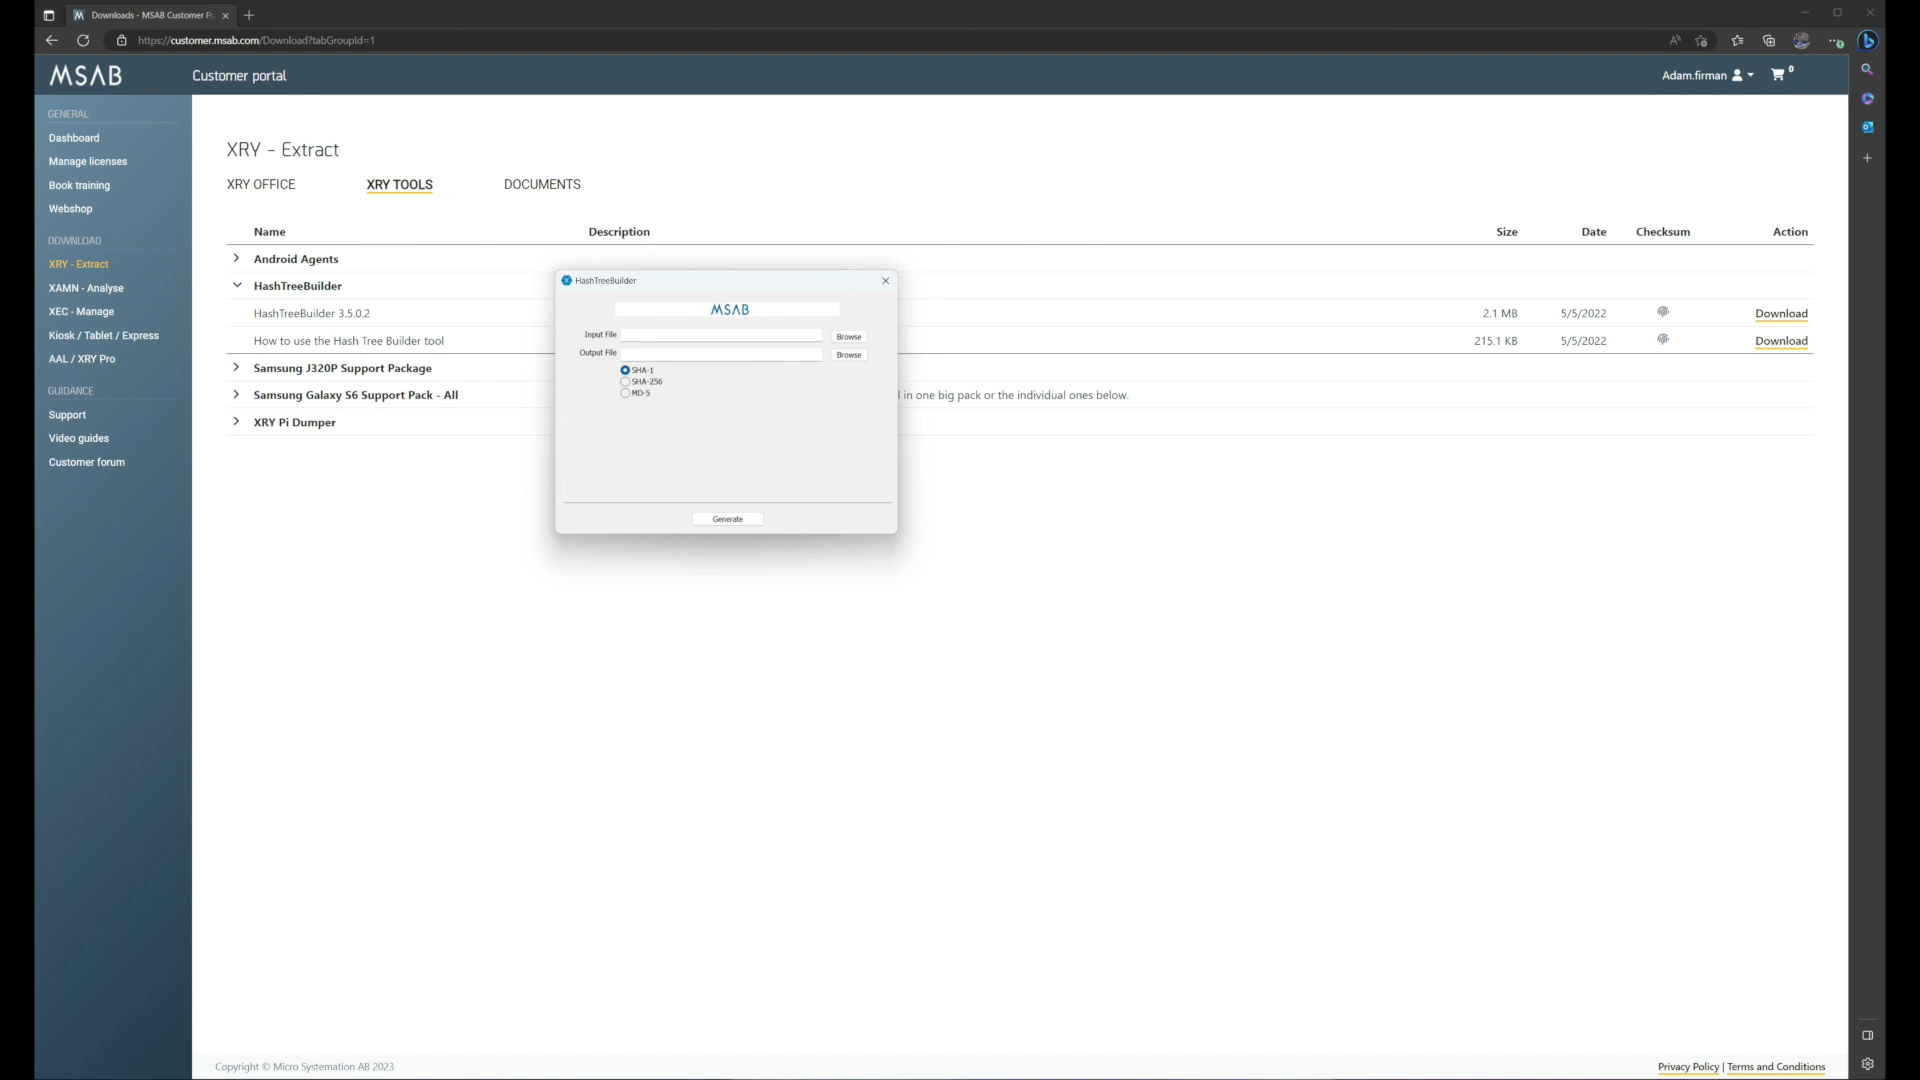 Downloads - MSAB Customer Po
https://customer.msab.com/Download?tabGroupId=1
MSAB
Customer portal
Adam.firman
0
GENERAL
Dashboard
Manage licenses
Book training
Webshop
DOWNLOAD
XRY - Extract
XAMN - Analyse
XEC - Manage
Kiosk / Tablet / Express
AAL / XRY Pro
GUIDANCE
Support
Video guides
Customer forum
XRY - Extract
XRY OFFICE XRY TOOLS DOCUMENTS
Name Description Size Date Checksum Action
Android Agents
HashTreeBuilder
HashTreeBuilder 3.5.0.2 2.1 MB 5/5/2022 Download
How to use the Hash Tree Builder tool 215.1 KB 5/5/2022 Download
Samsung J320P Support Package
Samsung Galaxy S6 Support Pack - All in one big pack or the individual ones below.
XRY Pi Dumper
HashTreeBuilder
MSAB
Input File Browse
Output File Browse
SHA-1
SHA-256
MD-5
Generate
Copyright © Micro Systemation AB 2023
Privacy Policy | Terms and Conditions